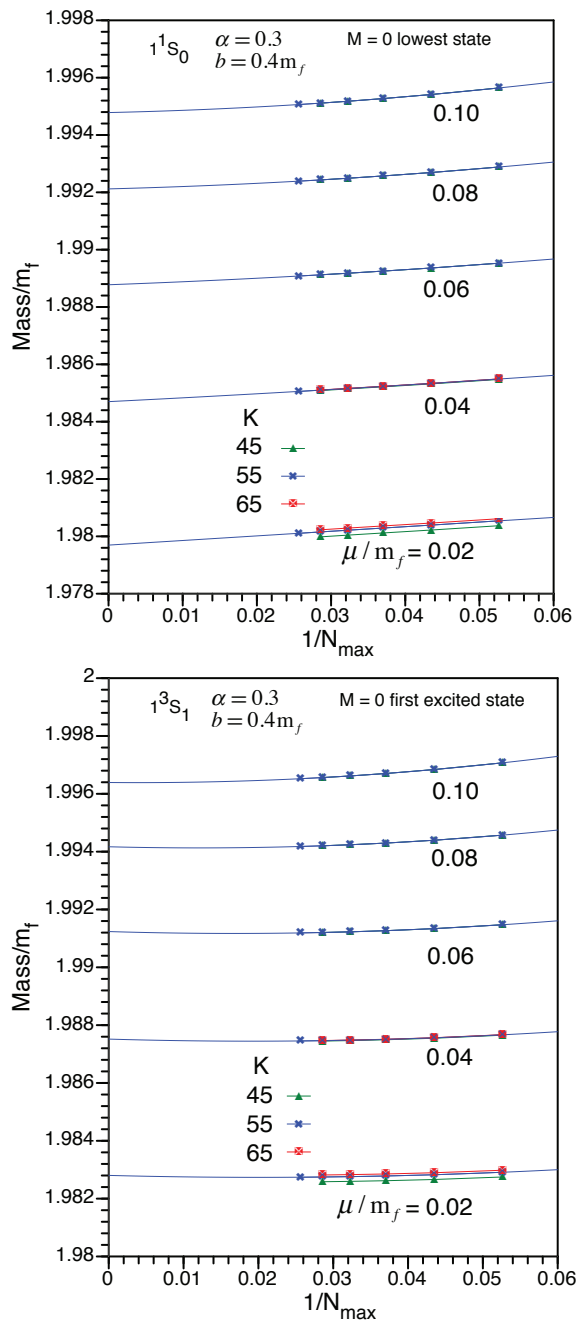 1.998
1¹S₀ α = 0.3 M = 0 lowest state
b = 0.4m_f
1.996
0.10
1.994
0.08
1.992
1.99
0.06
1.988
Mass/m_f
1.986
0.04
1.984
K
45
1.982
55
65
1.98
μ/m_f = 0.02
1.978
0 0.01 0.02 0.03 0.04 0.05 0.06
1/N_max
2
1³S₁ α = 0.3 M = 0 first excited state
b = 0.4m_f
1.998
1.996
0.10
1.994
0.08
1.992
0.06
1.99
Mass/m_f
1.988
0.04
1.986
K
45
1.984
55
65
1.982
μ/m_f = 0.02
1.98
0 0.01 0.02 0.03 0.04 0.05 0.06
1/N_max